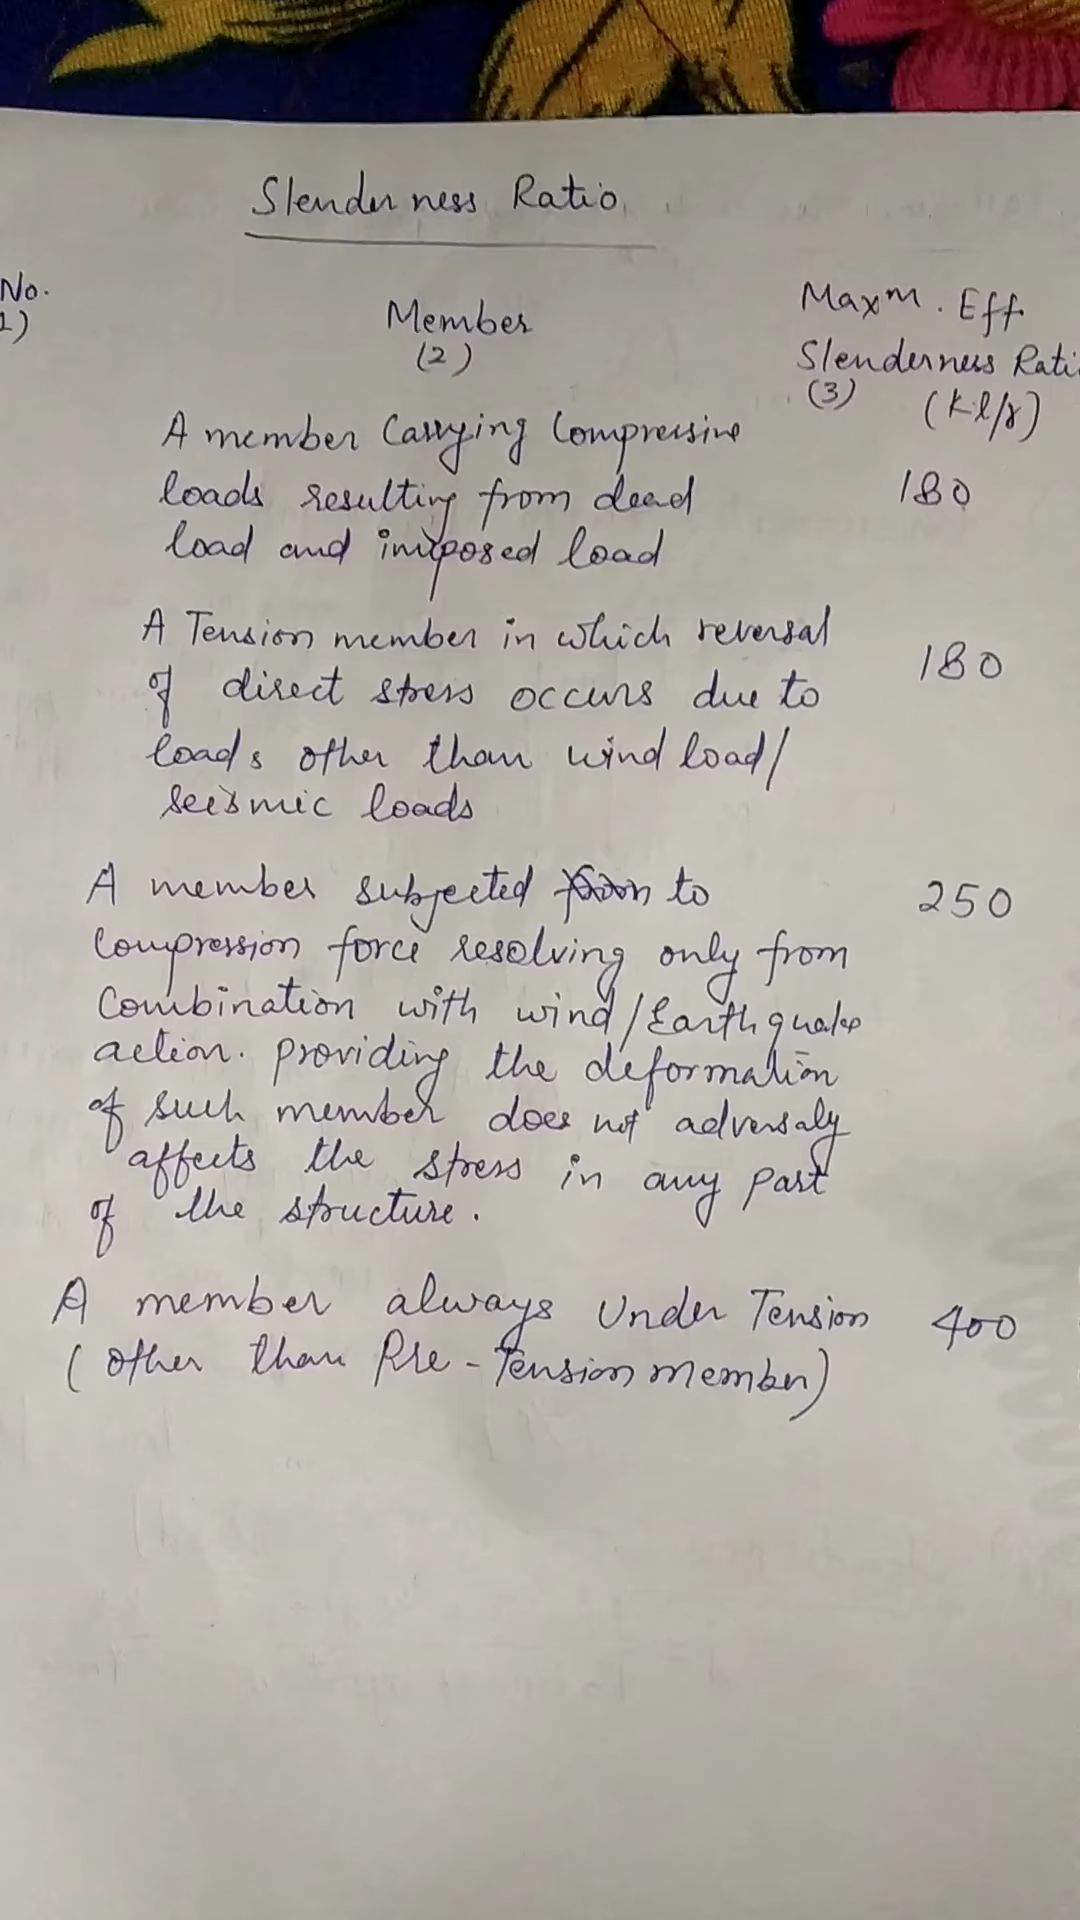 Slenderness Ratio
No.
1)
Member
(2)
Maxm. Eff
Slenderness Rati
(3) (Kl/r)
A member Carrying Compressive
loads resulting from dead
load and imposed load
180
A Tension member in which reversal
of direct stress occurs due to
loads other than wind load/
seismic loads
180
A member subjected to
Compression force resolving only from
Combination with wind/Earthquake
action. providing the deformation
of such member does not adversaly
affects the stress in any part
of the structure.
250
A member always Under Tension
(Other than Pre-Tension member)
400